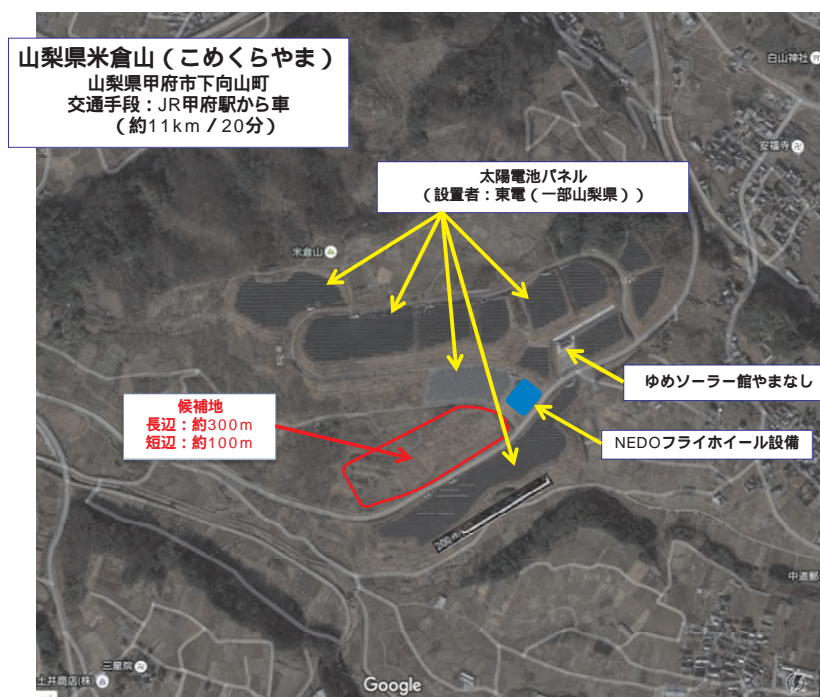 山梨県米倉山（こめくらやま）
山梨県甲府市下向山町
交通手段：JR甲府駅から車
（約11km / 20分）
白山神社
安福寺
太陽電池パネル
（設置者：東電（一部山梨県））
米倉山
ゆめソーラー館やまなし
候補地
長辺：約300m
短辺：約100m
NEDOフライホイール設備
200m
中道郵
三星院
土井商店(株)
Google